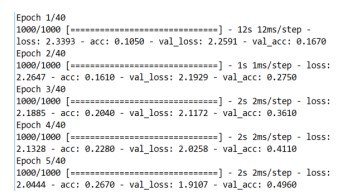 Epoch 1/40
1000/1000 [==============================] - 12s 12ms/step -
loss: 2.3393 - acc: 0.1050 - val_loss: 2.2591 - val_acc: 0.1670
Epoch 2/40
1000/1000 [==============================] - 1s 1ms/step - loss:
2.2647 - acc: 0.1610 - val_loss: 2.1929 - val_acc: 0.2750
Epoch 3/40
1000/1000 [==============================] - 2s 2ms/step - loss:
2.1885 - acc: 0.2040 - val_loss: 2.1172 - val_acc: 0.3610
Epoch 4/40
1000/1000 [==============================] - 2s 2ms/step - loss:
2.1328 - acc: 0.2280 - val_loss: 2.0258 - val_acc: 0.4110
Epoch 5/40
1000/1000 [==============================] - 2s 2ms/step - loss:
2.0444 - acc: 0.2670 - val_loss: 1.9107 - val_acc: 0.4960